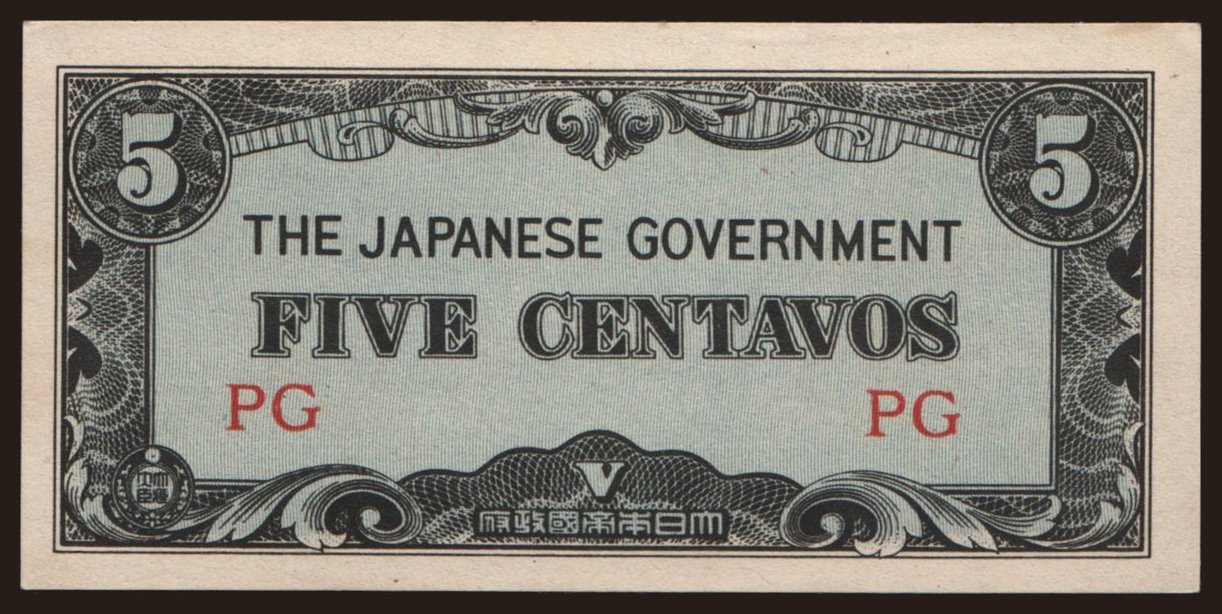 5 5
THE JAPANESE GOVERNMENT
FIVE CENTAVOS
PG PG
V
府政國帝本日大